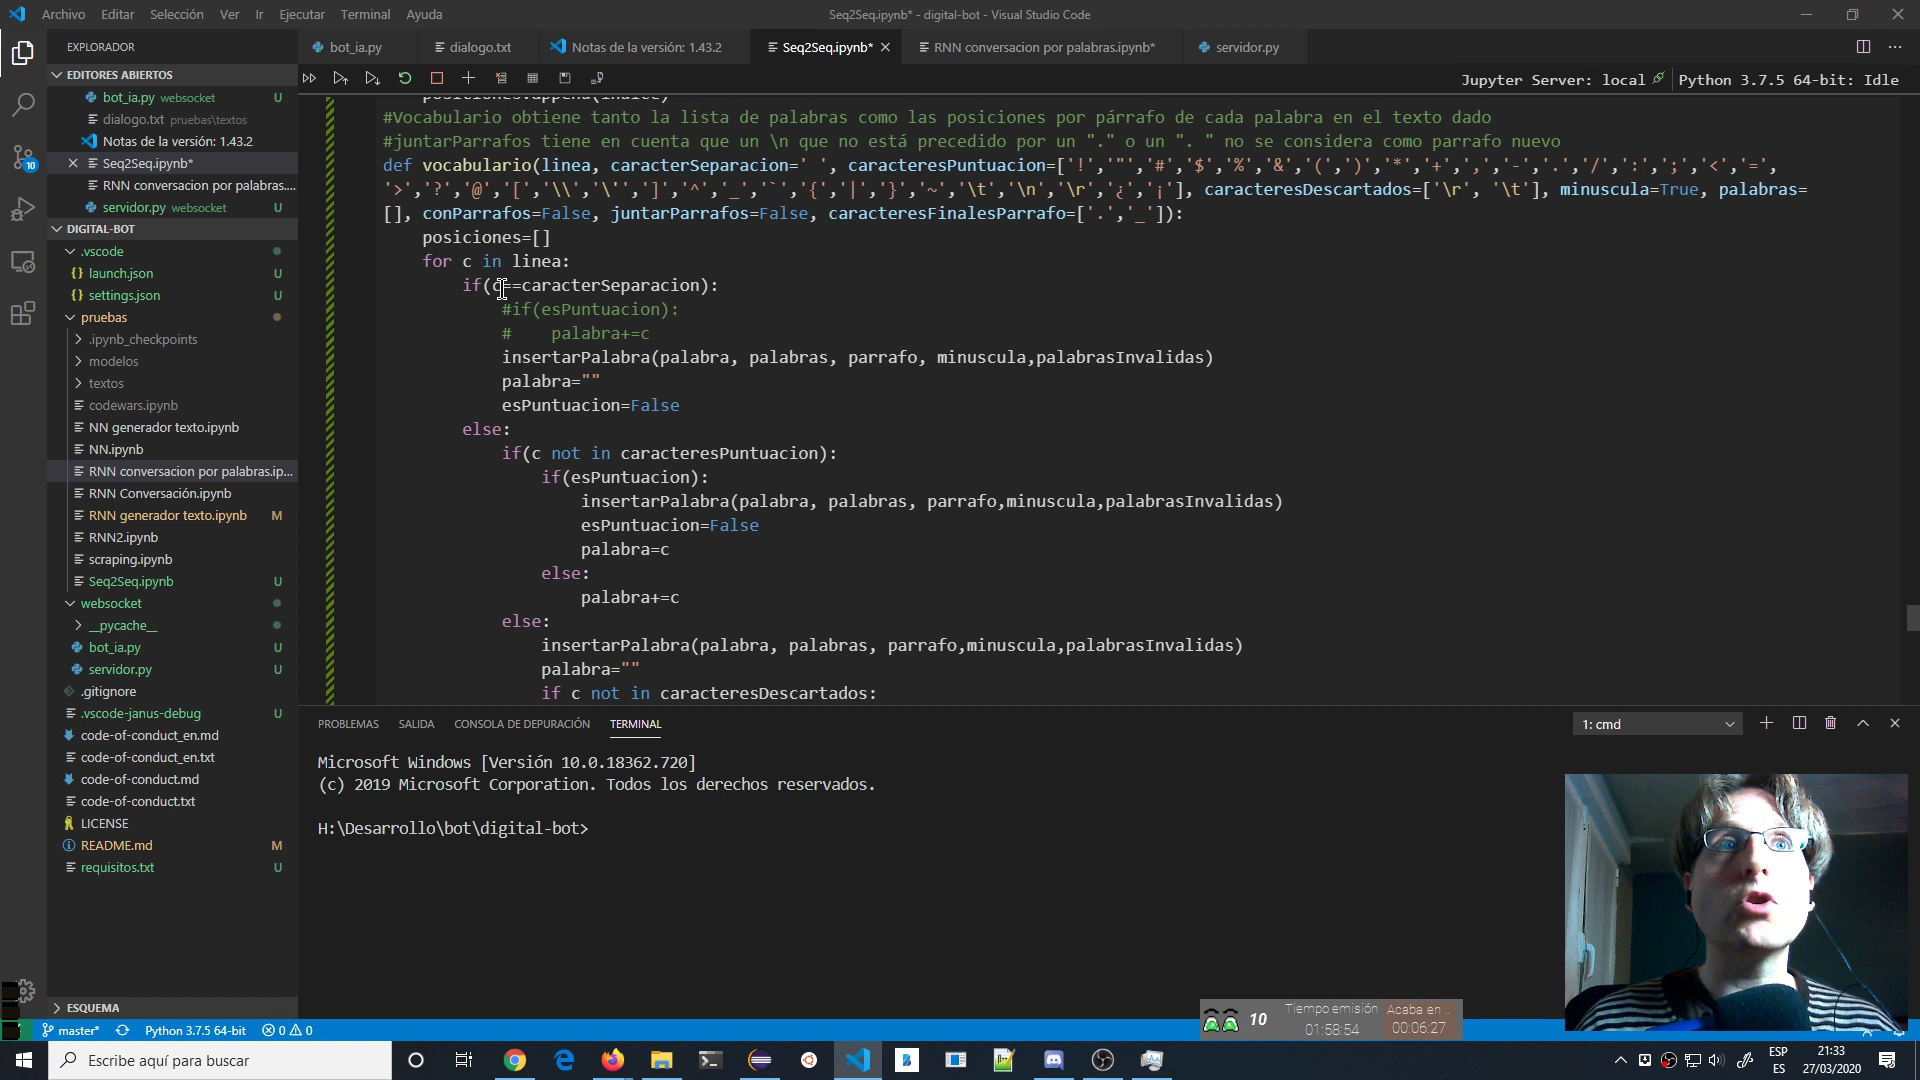 Archivo Editar Selección Ver Ir Ejecutar Terminal Ayuda
Seq2Seq.ipynb* - digital-bot - Visual Studio Code
EXPLORADOR
bot_ia.py
dialogo.txt
Notas de la versión: 1.43.2
Seq2Seq.ipynb*
RNN conversacion por palabras.ipynb*
servidor.py
Jupyter Server: local
Python 3.7.5 64-bit: Idle
EDITORES ABIERTOS
bot_ia.py websocket U
dialogo.txt pruebas\textos
Notas de la versión: 1.43.2
Seq2Seq.ipynb*
RNN conversacion por palabras....
servidor.py websocket U
DIGITAL-BOT
.vscode
launch.json U
settings.json U
pruebas
.ipynb_checkpoints
modelos
textos
codewars.ipynb
NN generador texto.ipynb
NN.ipynb
RNN conversacion por palabras.ip...
RNN Conversación.ipynb
RNN generador texto.ipynb M
RNN2.ipynb
scraping.ipynb
Seq2Seq.ipynb U
websocket
__pycache__
bot_ia.py U
servidor.py U
.gitignore
.vscode-janus-debug U
code-of-conduct_en.md
code-of-conduct_en.txt
code-of-conduct.md
code-of-conduct.txt
LICENSE
README.md M
requisitos.txt U
ESQUEMA
10
posiciones.append(indice)
#Vocabulario obtiene tanto la lista de palabras como las posiciones por párrafo de cada palabra en el texto dado
#juntarParrafos tiene en cuenta que un \n que no está precedido por un "." o un ". " no se considera como parrafo nuevo
def vocabulario(linea, caracterSeparacion=' ', caracteresPuntuacion=['!','"','#','$','%','&','(',')','*','+',',','-','.','/',':',';','<','=',
'>','?','@','[','\\','\'',']','^','_','`','{','|','}','~','\t','\n','\r','¿','¡'], caracteresDescartados=['\r', '\t'], minuscula=True, palabras=
[], conParrafos=False, juntarParrafos=False, caracteresFinalesParrafo=['.','_']):
posiciones=[]
for c in linea:
if(c==caracterSeparacion):
#if(esPuntuacion):
# palabra+=c
insertarPalabra(palabra, palabras, parrafo, minuscula,palabrasInvalidas)
palabra=""
esPuntuacion=False
else:
if(c not in caracteresPuntuacion):
if(esPuntuacion):
insertarPalabra(palabra, palabras, parrafo,minuscula,palabrasInvalidas)
esPuntuacion=False
palabra=c
else:
palabra+=c
else:
insertarPalabra(palabra, palabras, parrafo,minuscula,palabrasInvalidas)
palabra=""
if c not in caracteresDescartados:
PROBLEMAS SALIDA CONSOLA DE DEPURACIÓN TERMINAL
1: cmd
Microsoft Windows [Versión 10.0.18362.720]
(c) 2019 Microsoft Corporation. Todos los derechos reservados.
H:\Desarrollo\bot\digital-bot>
10
Tiempo emisión
01:58:54
Acaba en ..
00:06:27
master* Python 3.7.5 64-bit 0 0
Escribe aquí para buscar
ESP
ES
21:33
27/03/2020